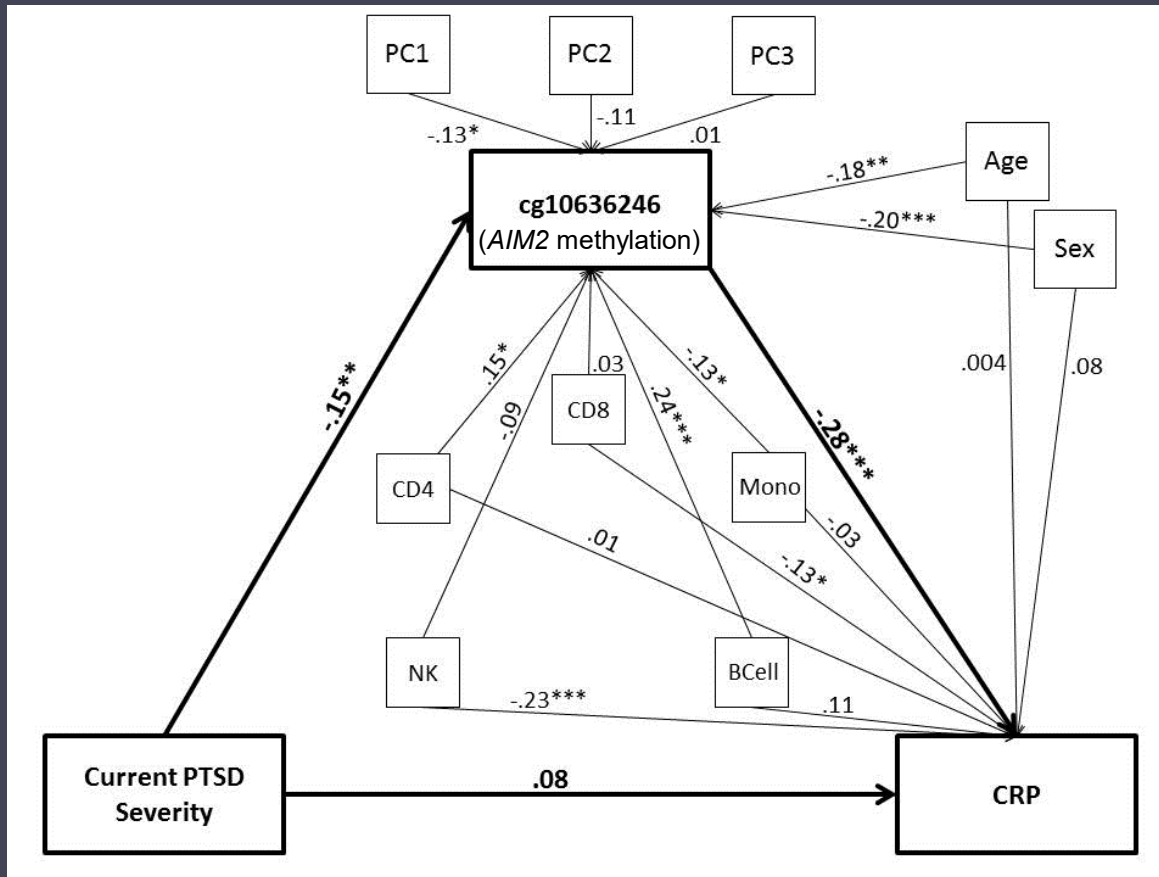 PC1
PC2
PC3
-.13*
-.11
.01
Age
-.18**
cg10636246
(AIM2 methylation)
-.20***
Sex
-.15**
.15*
-.09
.03
.24***
-.13*
-.28***
.004
.08
CD8
CD4
Mono
.01
-.03
-.13*
NK
BCell
-.23***
.11
Current PTSD
Severity
.08
CRP